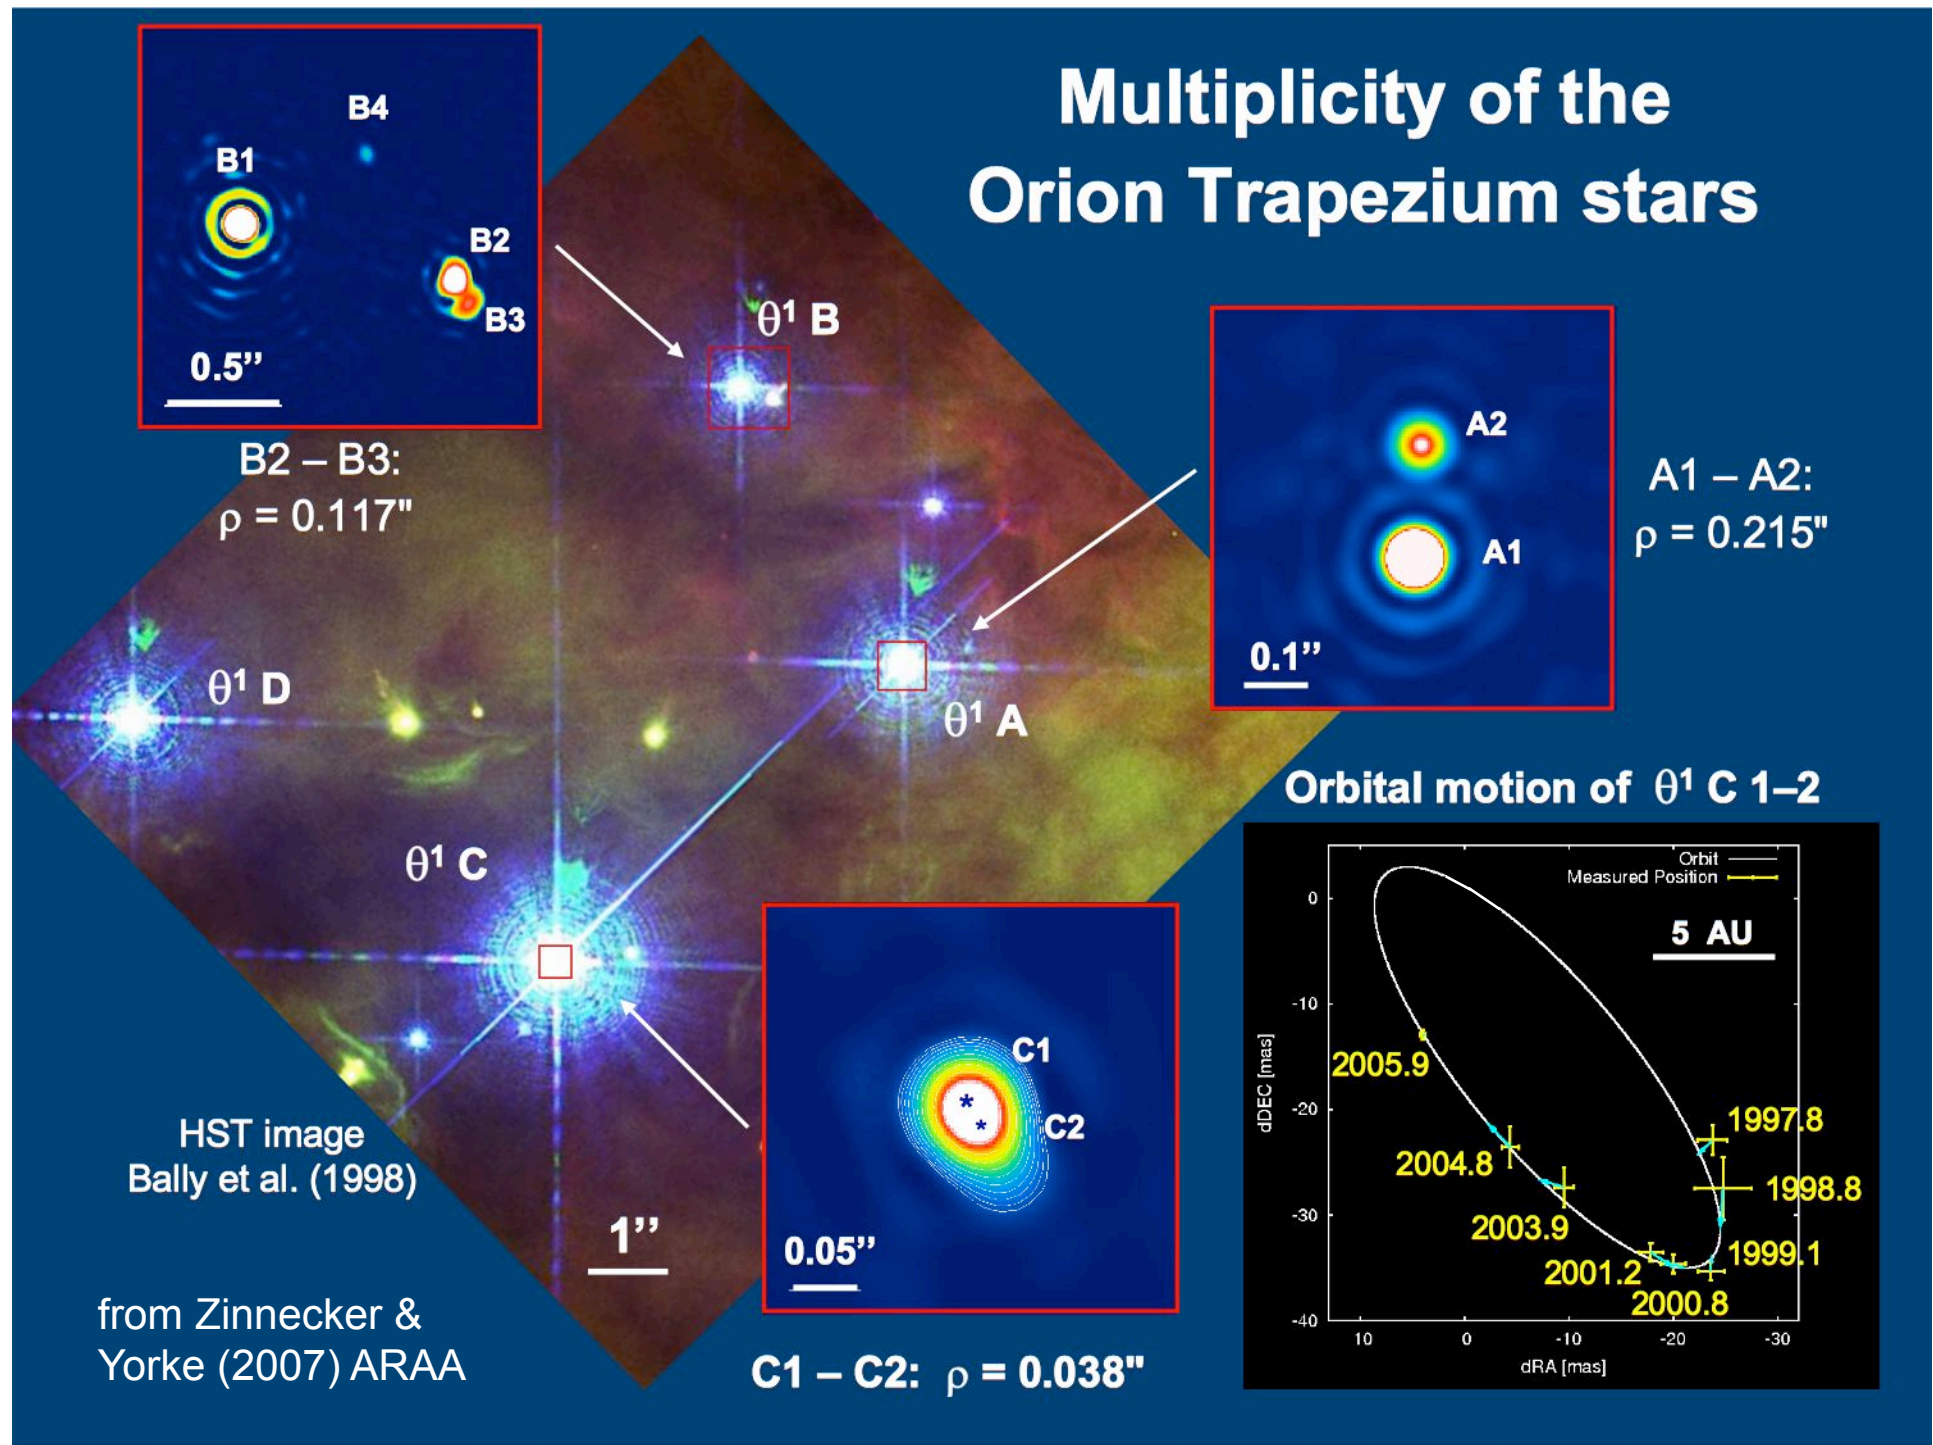 Multiplicity of the
Orion Trapezium stars
B4
B1
B2
B3
0.5’’
B2 – B3:
ρ = 0.117"
θ¹ B
A2
A1
0.1’’
A1 – A2:
ρ = 0.215"
θ¹ D
θ¹ A
θ¹ C
Orbital motion of θ¹ C 1–2
Orbit
Measured Position
5 AU
0
-10
-20
-30
-40
dDEC [mas]
2005.9
2004.8
2003.9
2001.2
2000.8
1997.8
1998.8
1999.1
10
0
-10
-20
-30
dRA [mas]
C1
C2
*
*
0.05’’
C1 – C2: ρ = 0.038"
HST image
Bally et al. (1998)
1’’
from Zinnecker &
Yorke (2007) ARAA